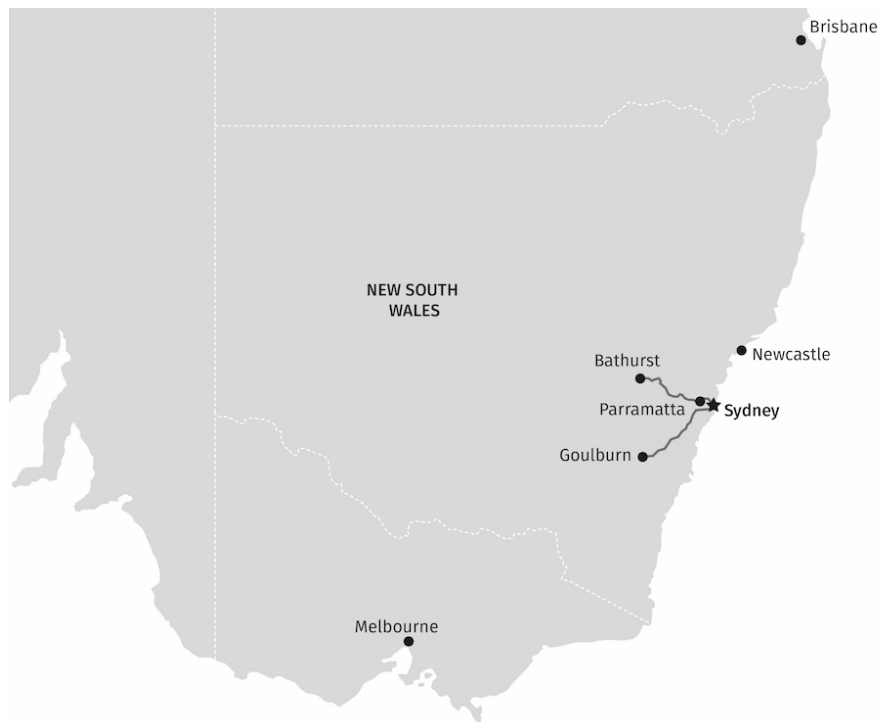 Brisbane
NEW SOUTH
WALES
Newcastle
Bathurst
Parramatta
Sydney
Goulburn
Melbourne